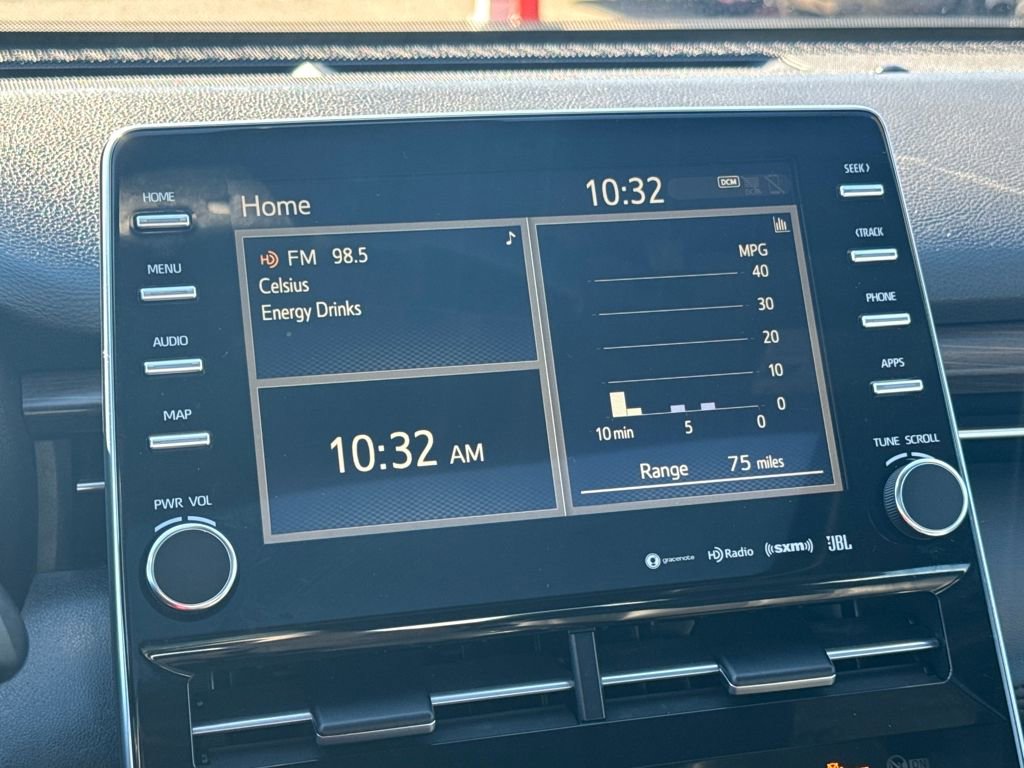 HOME
MENU
AUDIO
MAP
PWR VOL
Home
10:32
DCM
HD FM 98.5
Celsius
Energy Drinks
10:32 AM
MPG
40
30
20
10
0
10 min 5 0
Range 75 miles
SEEK ›
‹ TRACK
PHONE
APPS
TUNE SCROLL
gracenote
HD Radio
((sxm))
JBL